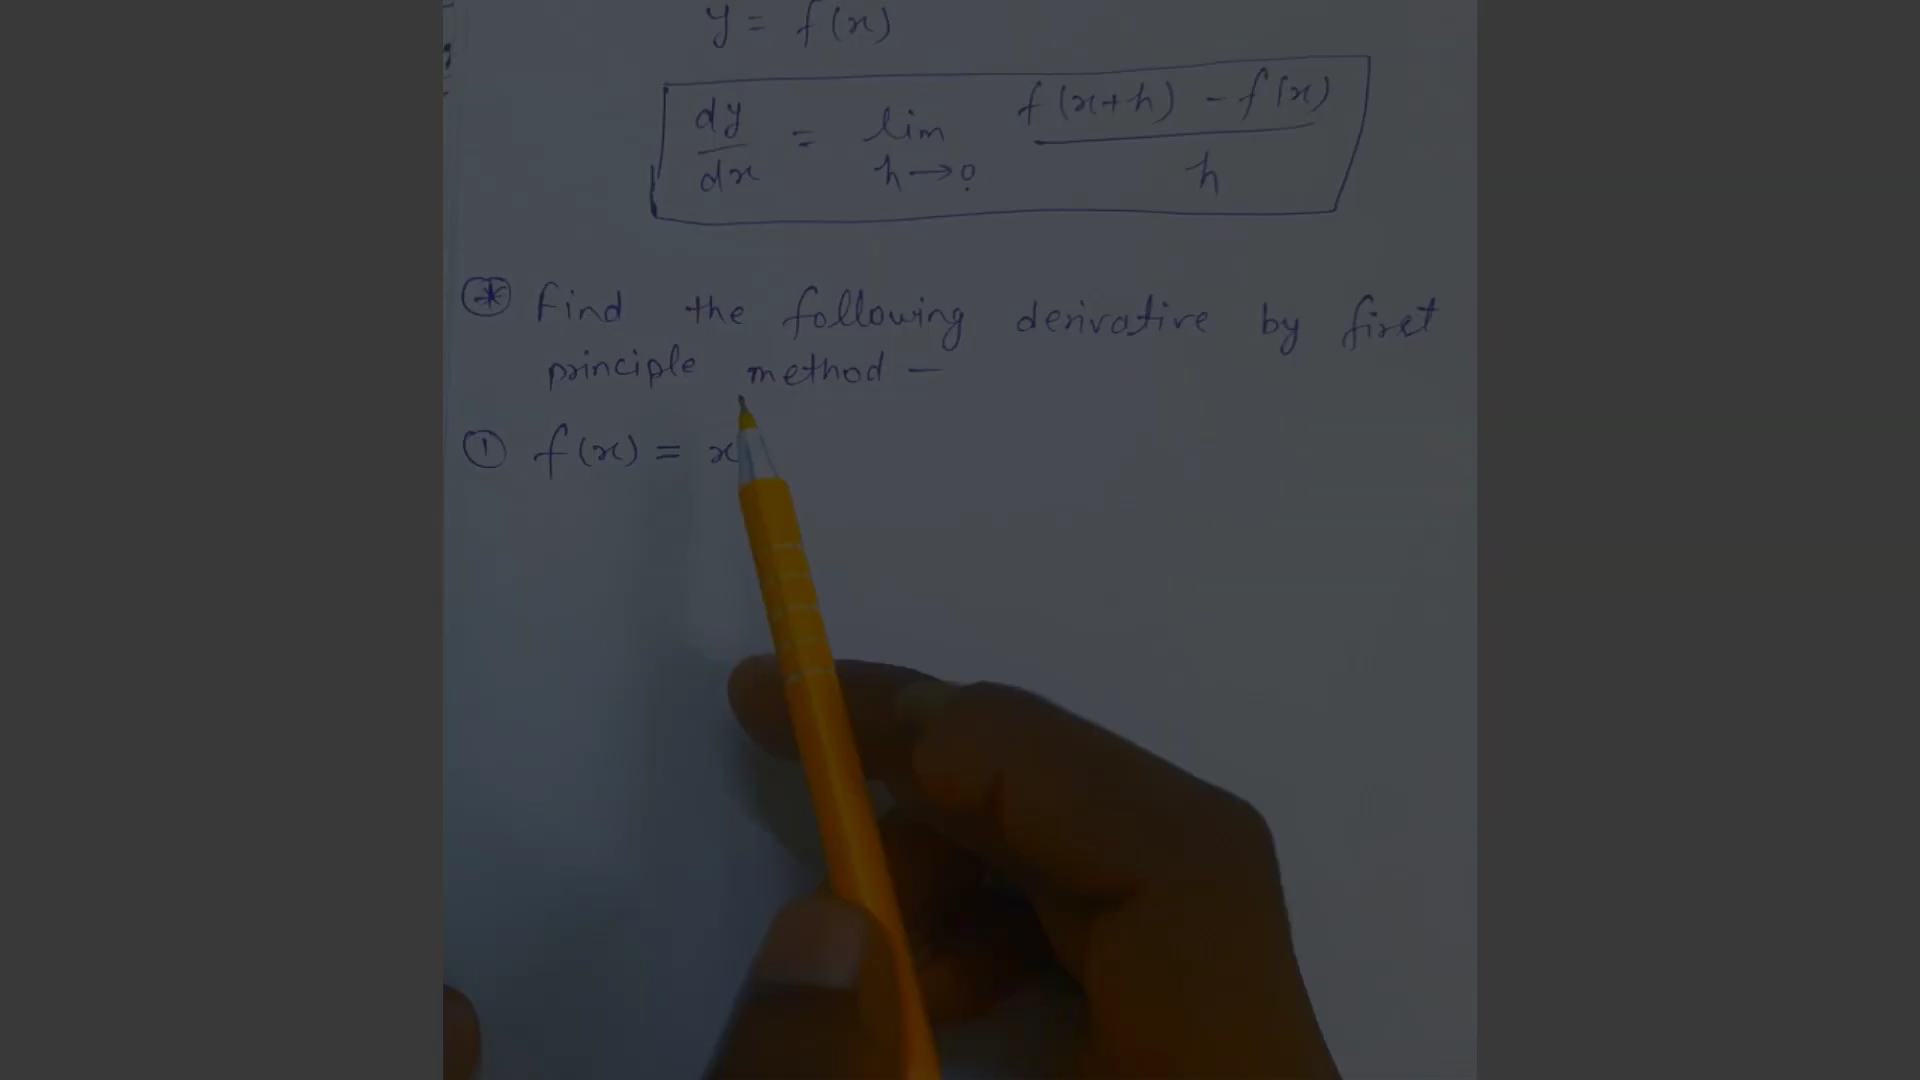 y = f(x)
dy/dx = lim h→0 f(x+h) - f(x) / h
* Find the following derivative by first
principle method —
① f(x) = x